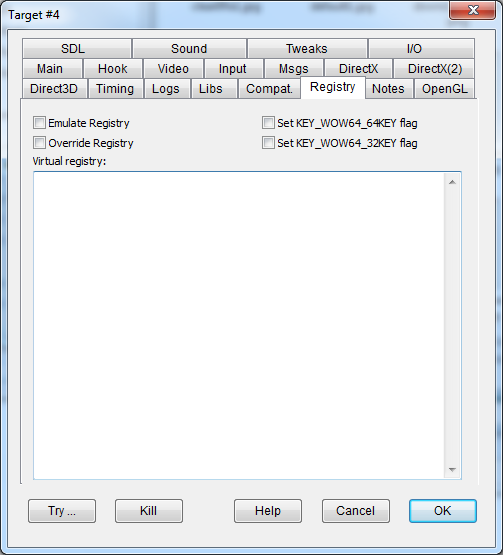 Target #4
SDL Sound Tweaks I/O
Main Hook Video Input Msgs DirectX DirectX(2)
Direct3D Timing Logs Libs Compat. Registry Notes OpenGL
Emulate Registry Set KEY_WOW64_64KEY flag
Override Registry Set KEY_WOW64_32KEY flag
Virtual registry:
Try ... Kill Help Cancel OK